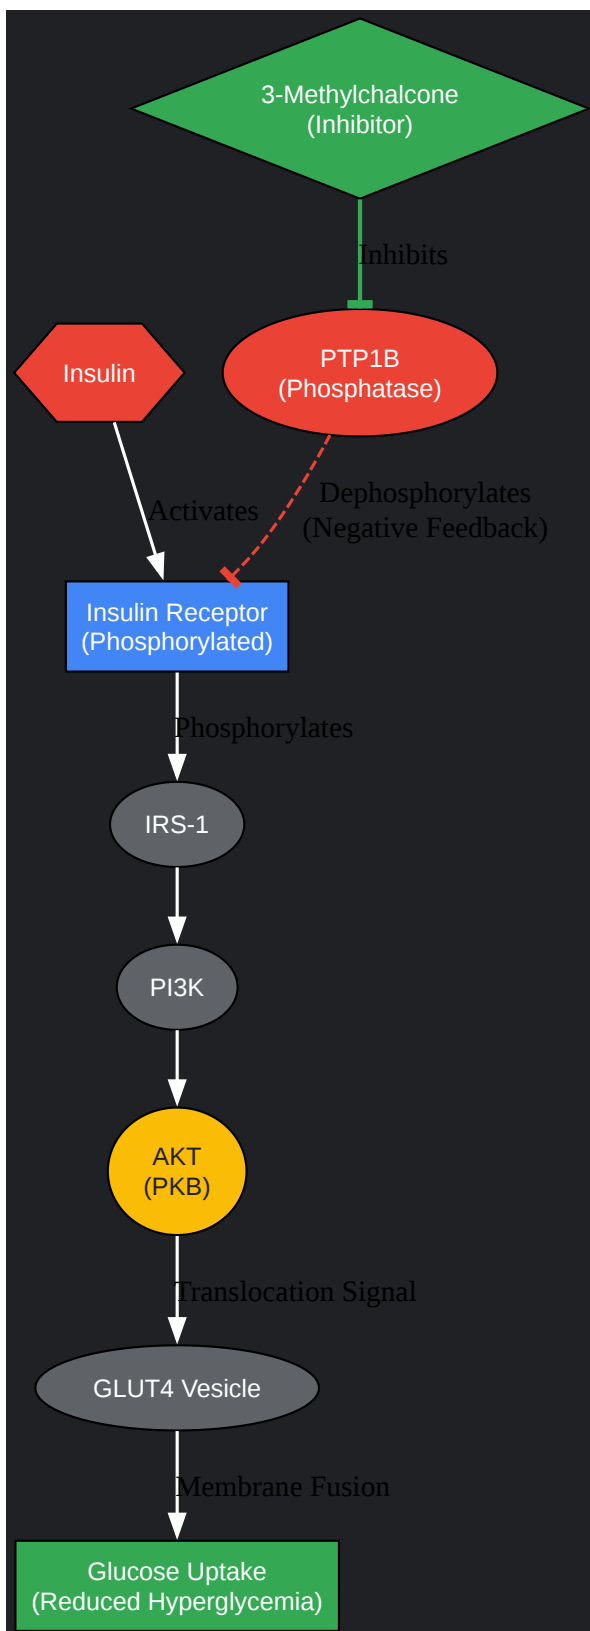 3-Methylchalcone
(Inhibitor)
Inhibits
Insulin
PTP1B
(Phosphatase)
Activates
Dephosphorylates
(Negative Feedback)
Insulin Receptor
(Phosphorylated)
Phosphorylates
IRS-1
PI3K
AKT
(PKB)
Translocation Signal
GLUT4 Vesicle
Membrane Fusion
Glucose Uptake
(Reduced Hyperglycemia)